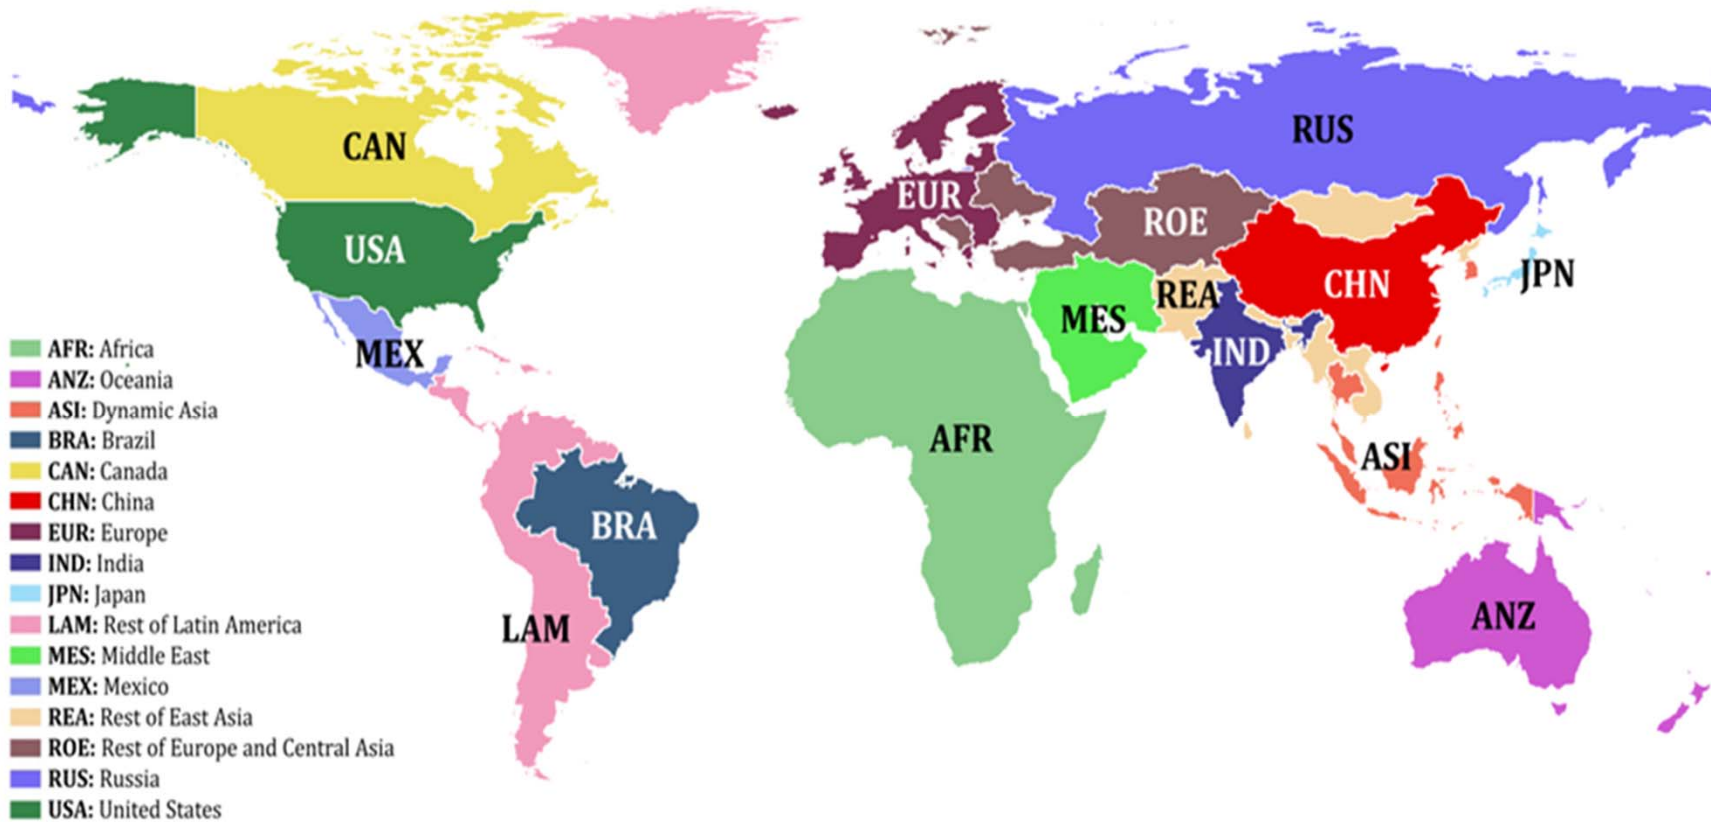 CAN
RUS
EUR
ROE
USA
CHN
JPN
REA
MES
MEX
IND
AFR
ASI
BRA
ANZ
LAM
AFR: Africa
ANZ: Oceania
ASI: Dynamic Asia
BRA: Brazil
CAN: Canada
CHN: China
EUR: Europe
IND: India
JPN: Japan
LAM: Rest of Latin America
MES: Middle East
MEX: Mexico
REA: Rest of East Asia
ROE: Rest of Europe and Central Asia
RUS: Russia
USA: United States